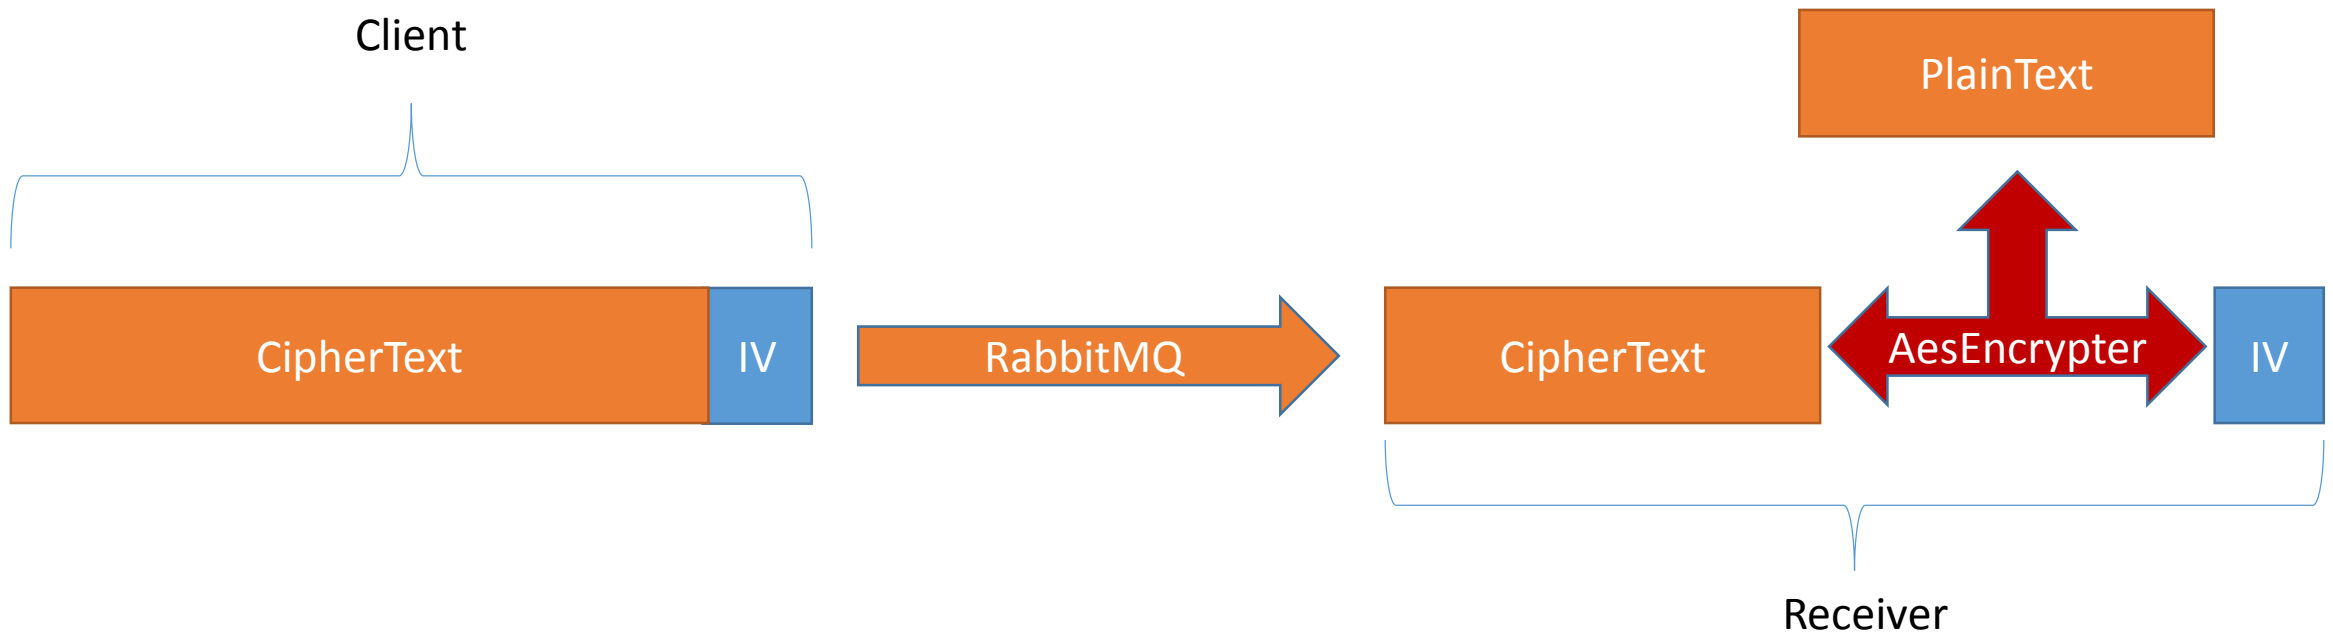 Client
PlainText
CipherText
IV
RabbitMQ
CipherText
AesEncrypter
IV
Receiver